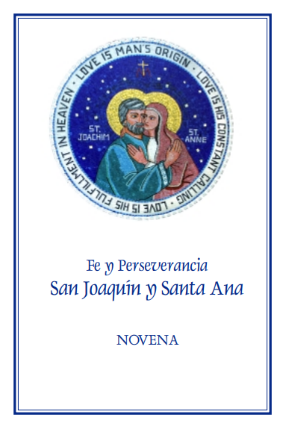 LOVE IS MAN'S ORIGIN · LOVE IS HIS CONSTANT CALLING · LOVE IS HIS FULFILLMENT IN HEAVEN ·
ST. JOACHIM
ST. ANNE
Fe y Perseverancia
San Joaquín y Santa Ana
NOVENA